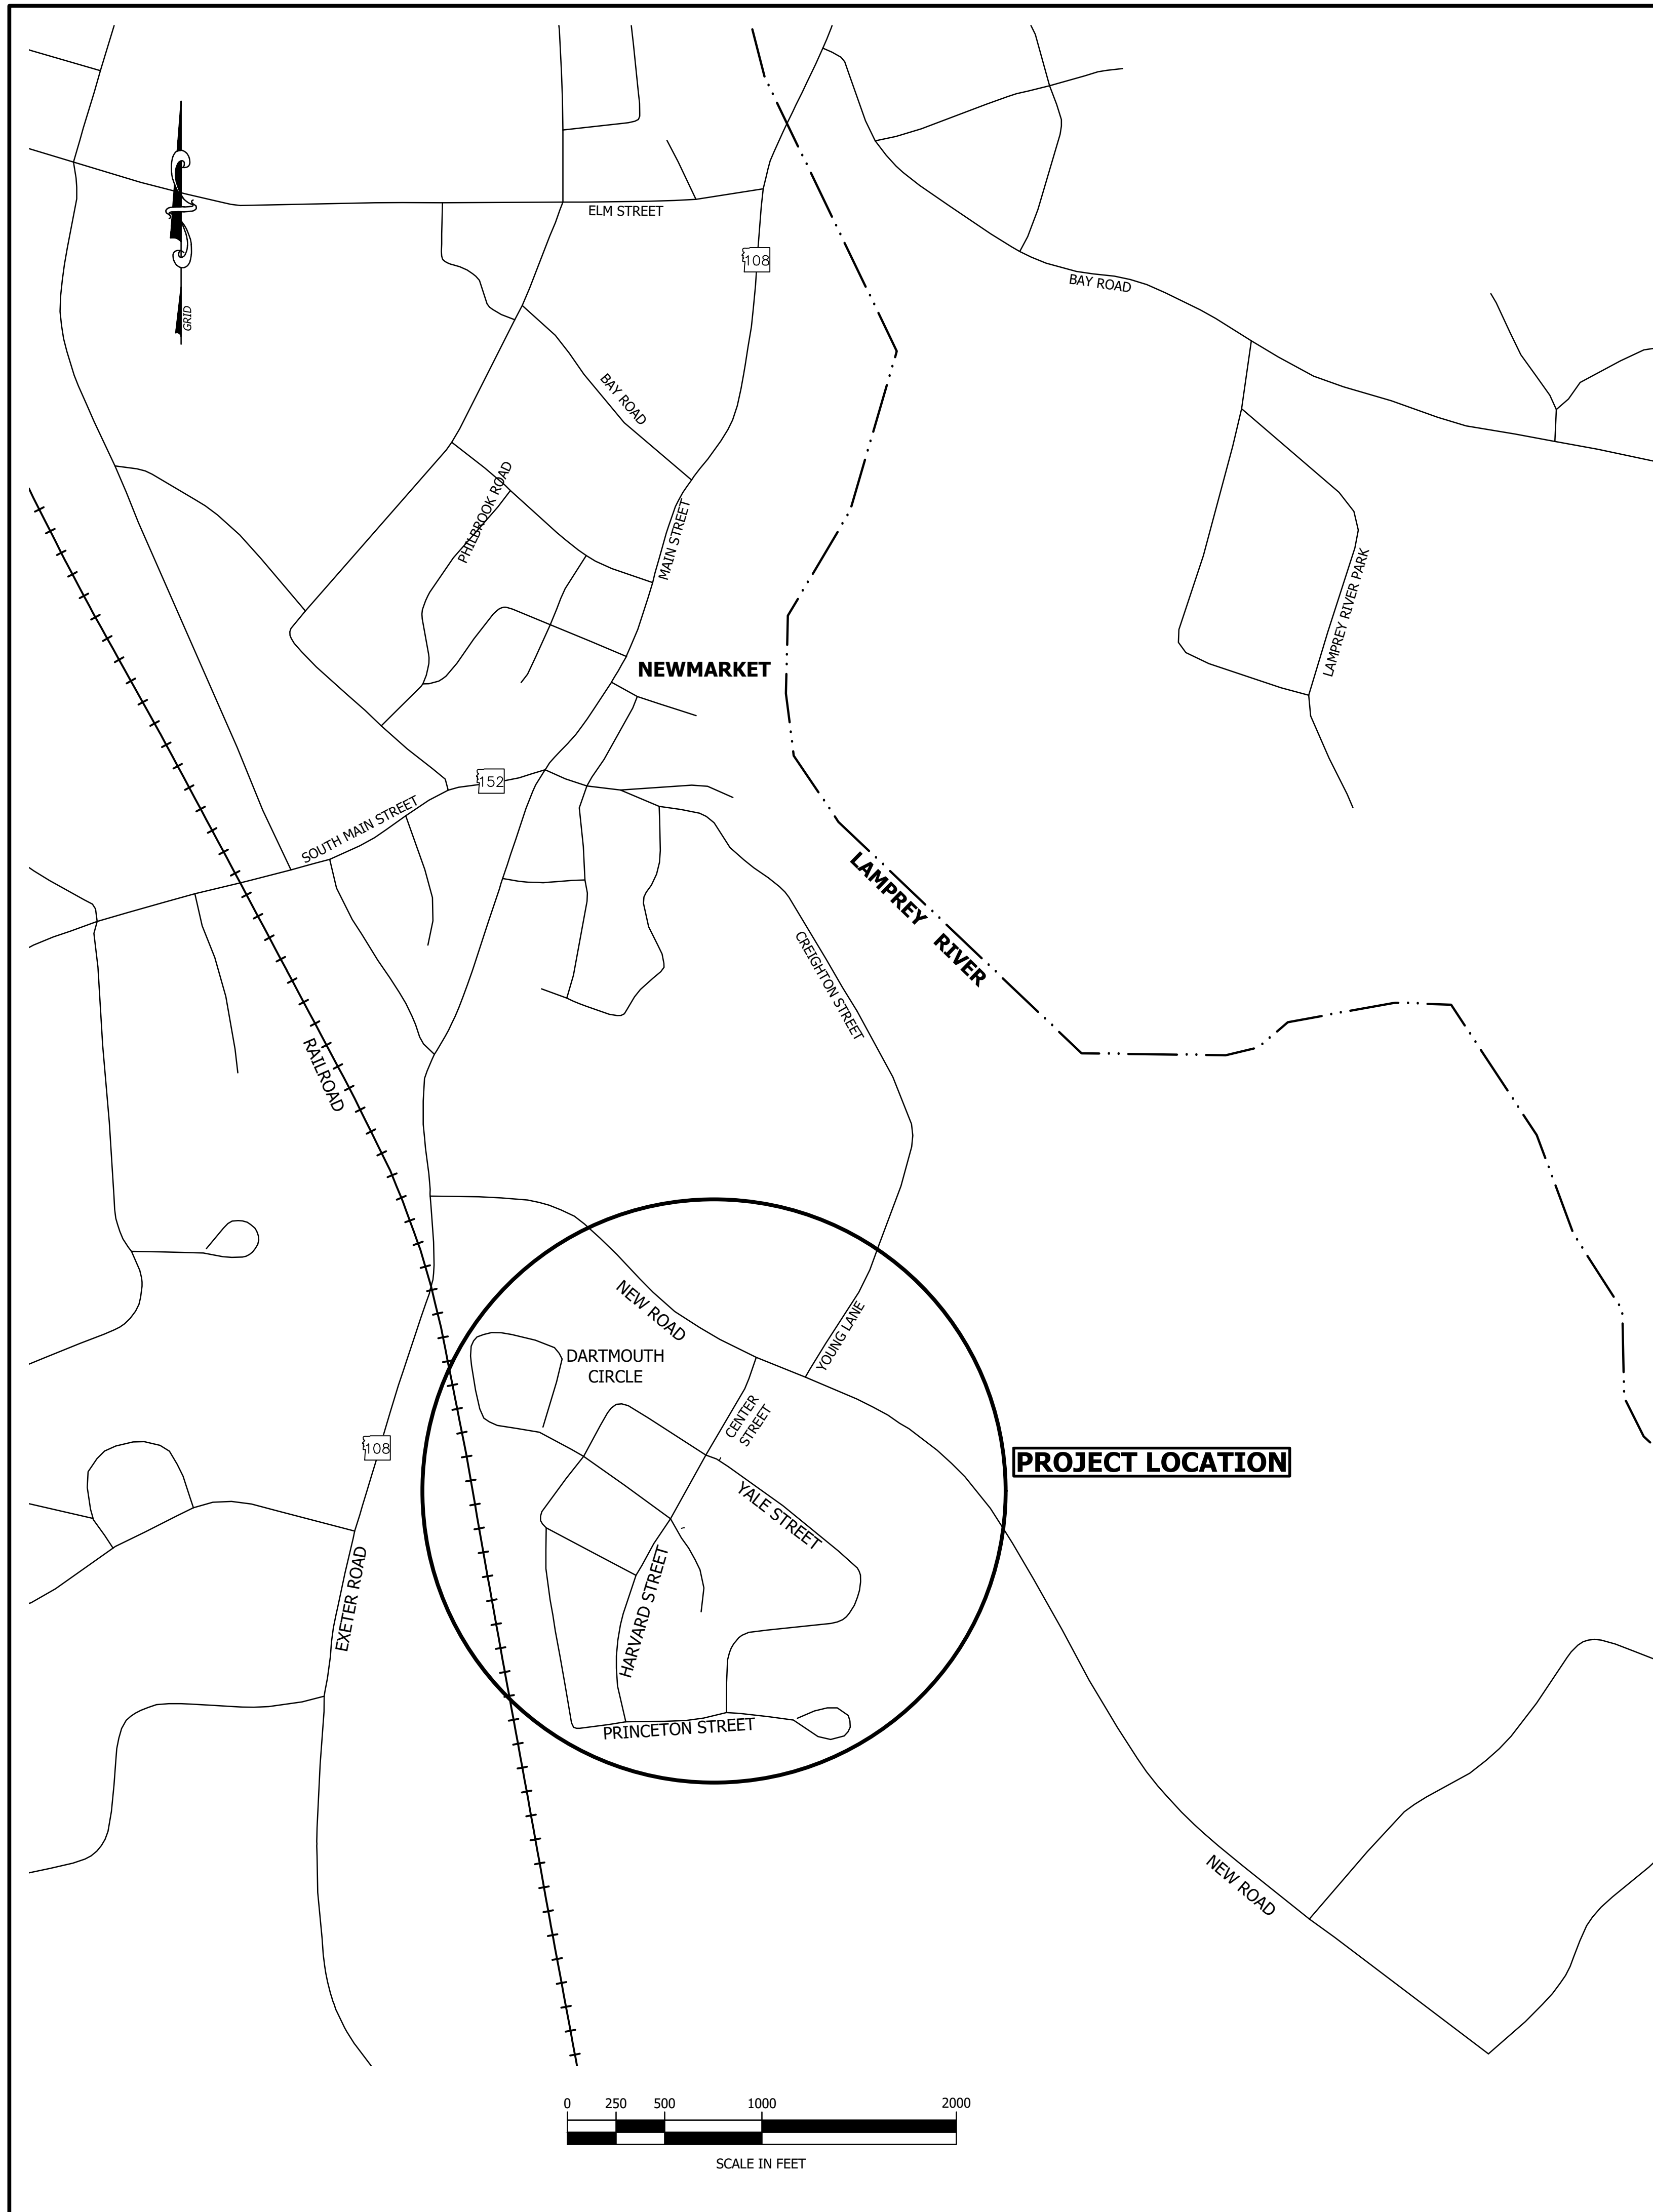 ELM STREET
108
BAY ROAD
GRID
BAY ROAD
PHILBROOK ROAD
MAIN STREET
LAMPREY RIVER PARK
NEWMARKET
152
SOUTH MAIN STREET
LAMPREY RIVER
CREIGHTON STREET
RAILROAD
NEW ROAD
YOUNG LANE
DARTMOUTH
CIRCLE
CENTER
STREET
108
PROJECT LOCATION
YALE STREET
EXETER ROAD
HARVARD STREET
PRINCETON STREET
NEW ROAD
0 250 500 1000 2000
SCALE IN FEET